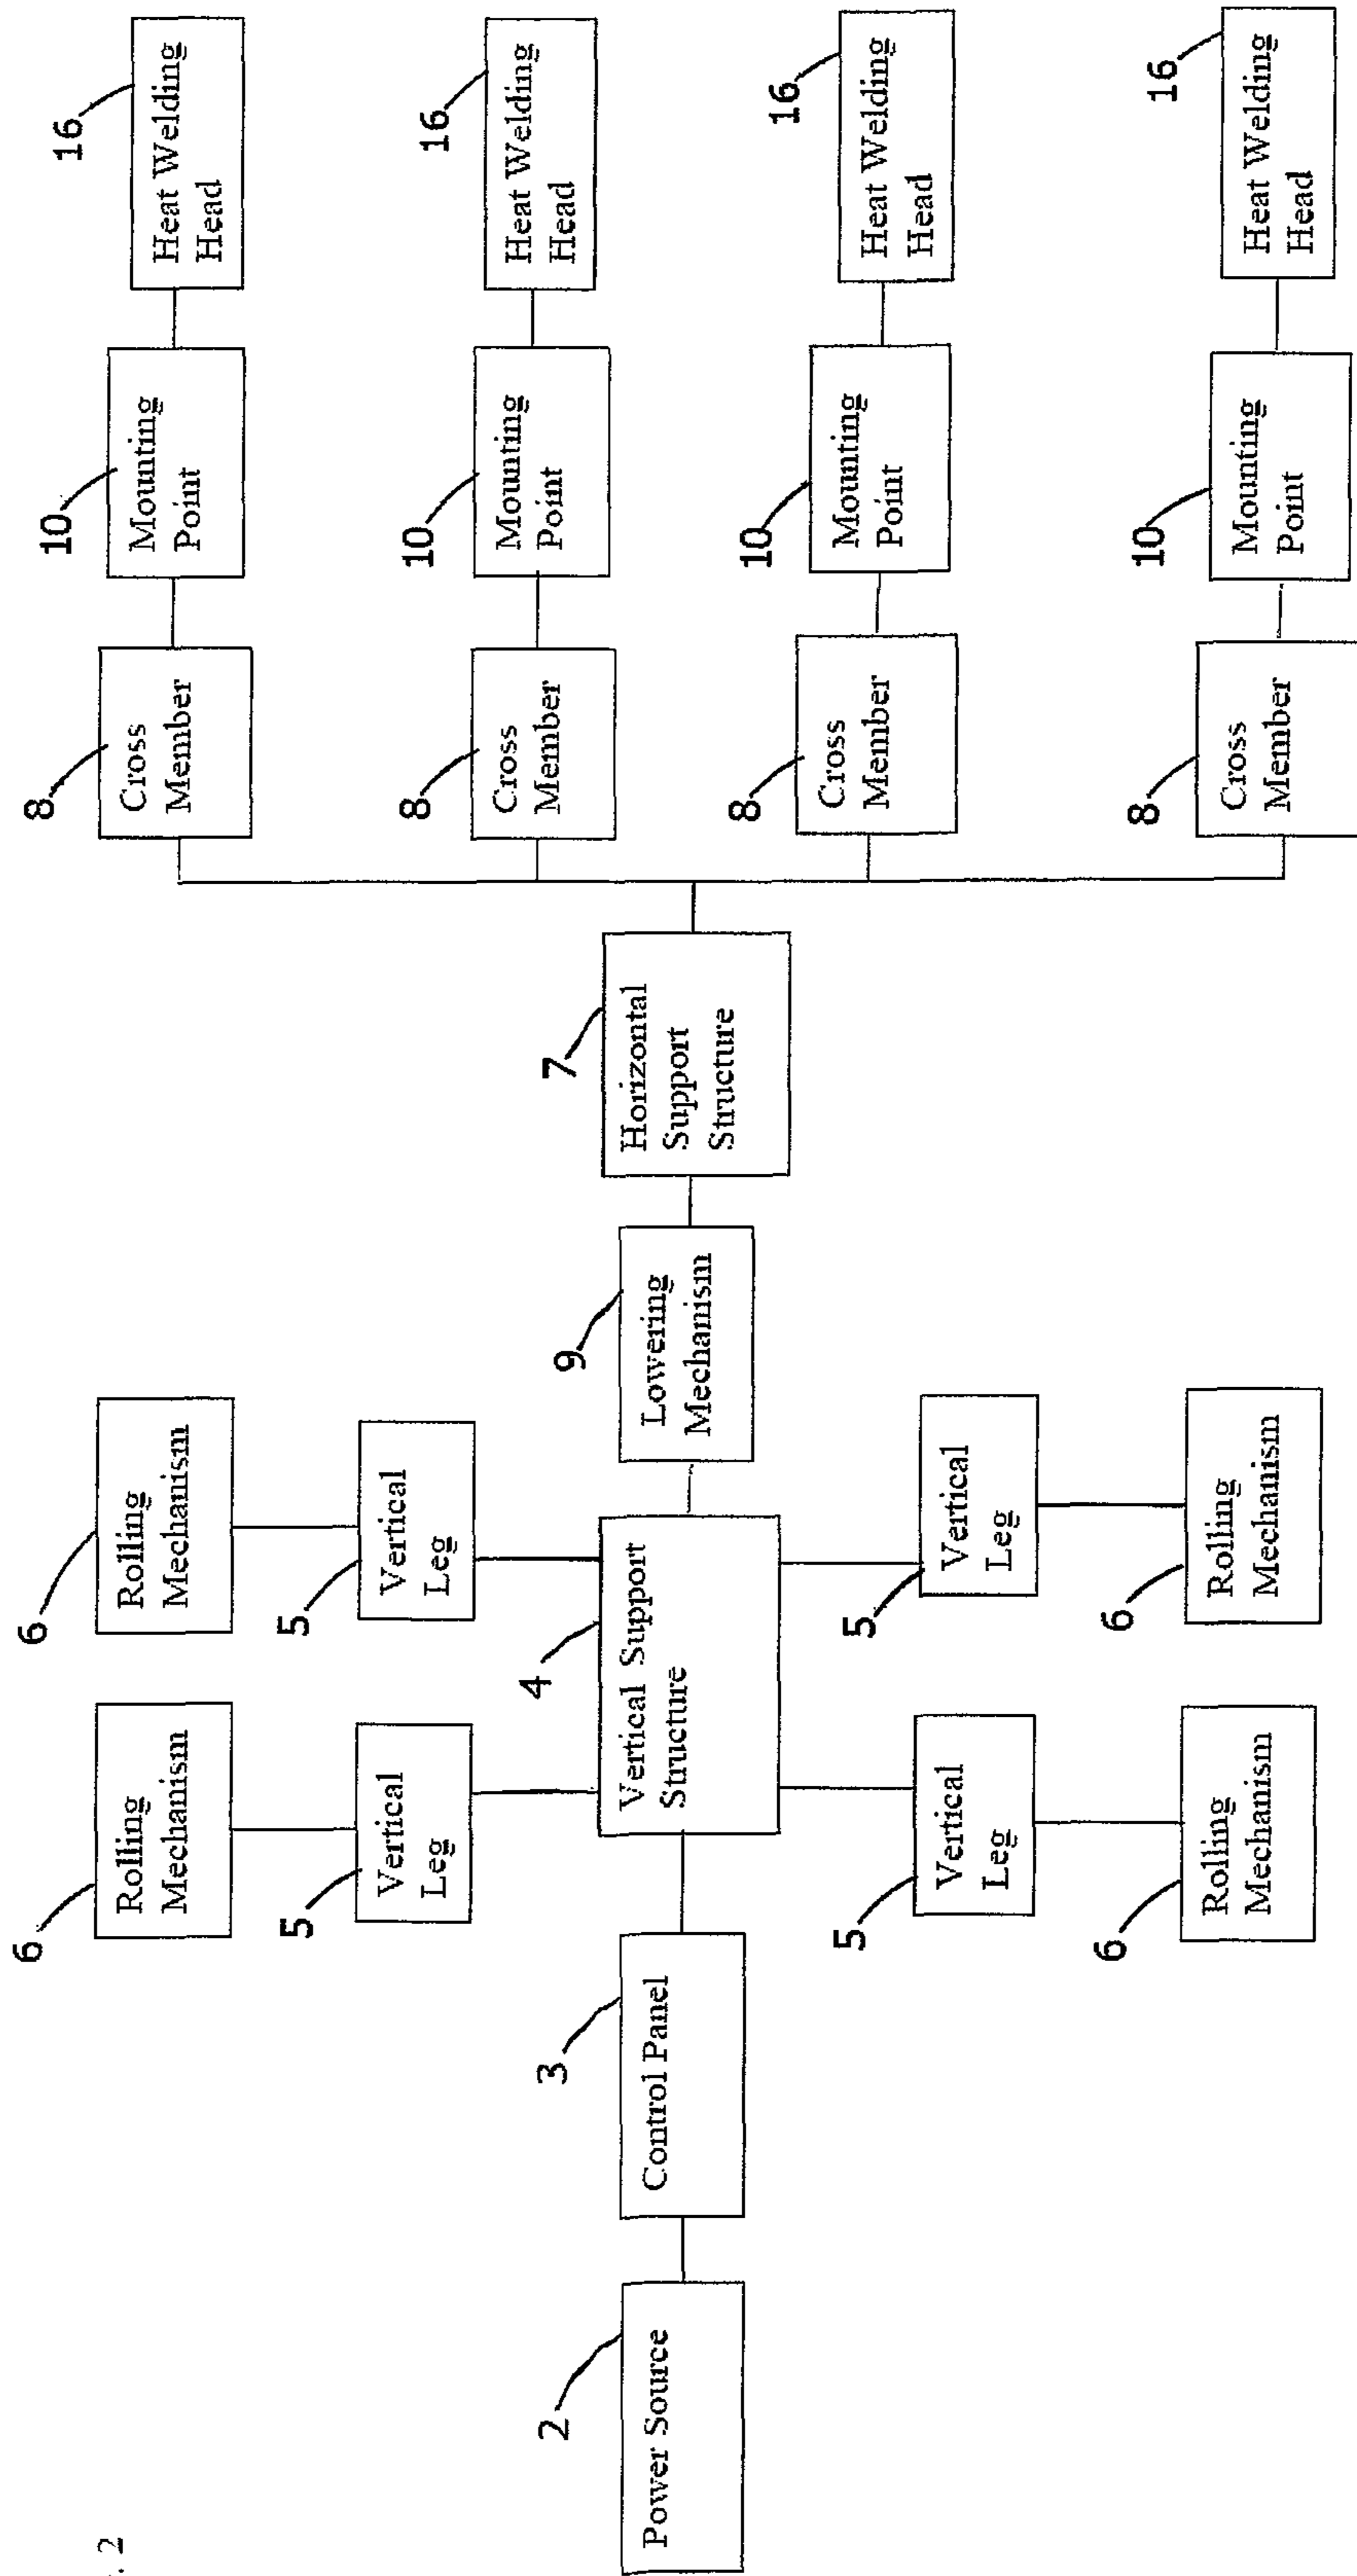 . 2
2
Power Source
3
Control Panel
4
Vertical Support
Structure
6
Rolling
Mechanism
6
Rolling
Mechanism
5
Vertical
Leg
5
Vertical
Leg
5
Vertical
Leg
5
Vertical
Leg
6
Rolling
Mechanism
6
Rolling
Mechanism
9
Lowering
Mechanism
7
Horizontal
Support
Structure
8
Cross
Member
10
Mounting
Point
16
Heat Welding
Head
8
Cross
Member
10
Mounting
Point
16
Heat Welding
Head
8
Cross
Member
10
Mounting
Point
16
Heat Welding
Head
8
Cross
Member
10
Mounting
Point
16
Heat Welding
Head